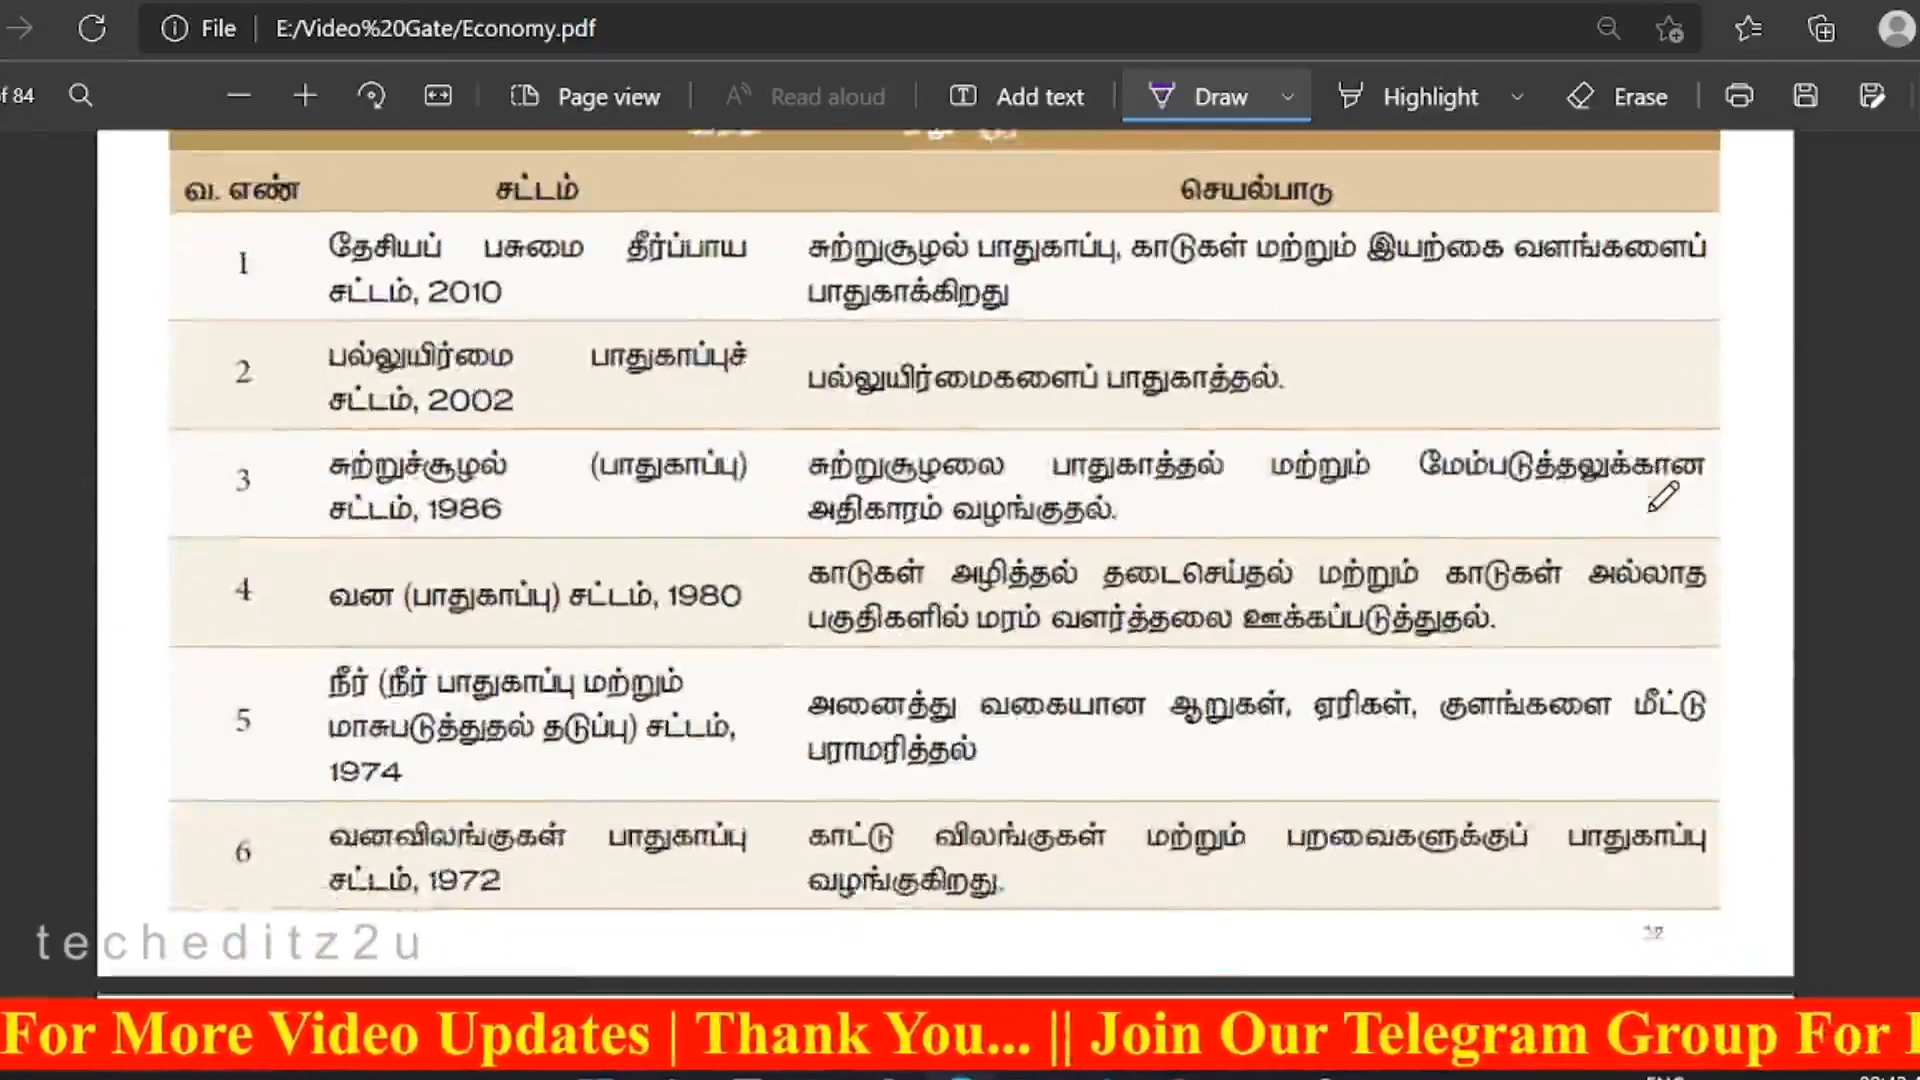 File
E:/Video%20Gate/Economy.pdf
f 84
Page view
Read aloud
Add text
Draw
Highlight
Erase
வ. எண் சட்டம் செயல்பாடு
1
தேசியப் பசுமை தீர்ப்பாய
சட்டம், 2010
சுற்றுசூழல் பாதுகாப்பு, காடுகள் மற்றும் இயற்கை வளங்களைப்
பாதுகாக்கிறது
2
பல்லுயிர்மை பாதுகாப்புச்
சட்டம், 2002
பல்லுயிர்மைகளைப் பாதுகாத்தல்.
3
சுற்றுச்சூழல் (பாதுகாப்பு)
சட்டம், 1986
சுற்றுசூழலை பாதுகாத்தல் மற்றும் மேம்படுத்தலுக்கான
அதிகாரம் வழங்குதல்.
4
வன (பாதுகாப்பு) சட்டம், 1980
காடுகள் அழித்தல் தடைசெய்தல் மற்றும் காடுகள் அல்லாத
பகுதிகளில் மரம் வளர்த்தலை ஊக்கப்படுத்துதல்.
5
நீர் (நீர் பாதுகாப்பு மற்றும்
மாசுபடுத்துதல் தடுப்பு) சட்டம்,
1974
அனைத்து வகையான ஆறுகள், ஏரிகள், குளங்களை மீட்டு
பராமரித்தல்
6
வனவிலங்குகள் பாதுகாப்பு
சட்டம், 1972
காட்டு விலங்குகள் மற்றும் பறவைகளுக்குப் பாதுகாப்பு
வழங்குகிறது.
techeditz2u
For More Video Updates | Thank You... || Join Our Telegram Group For